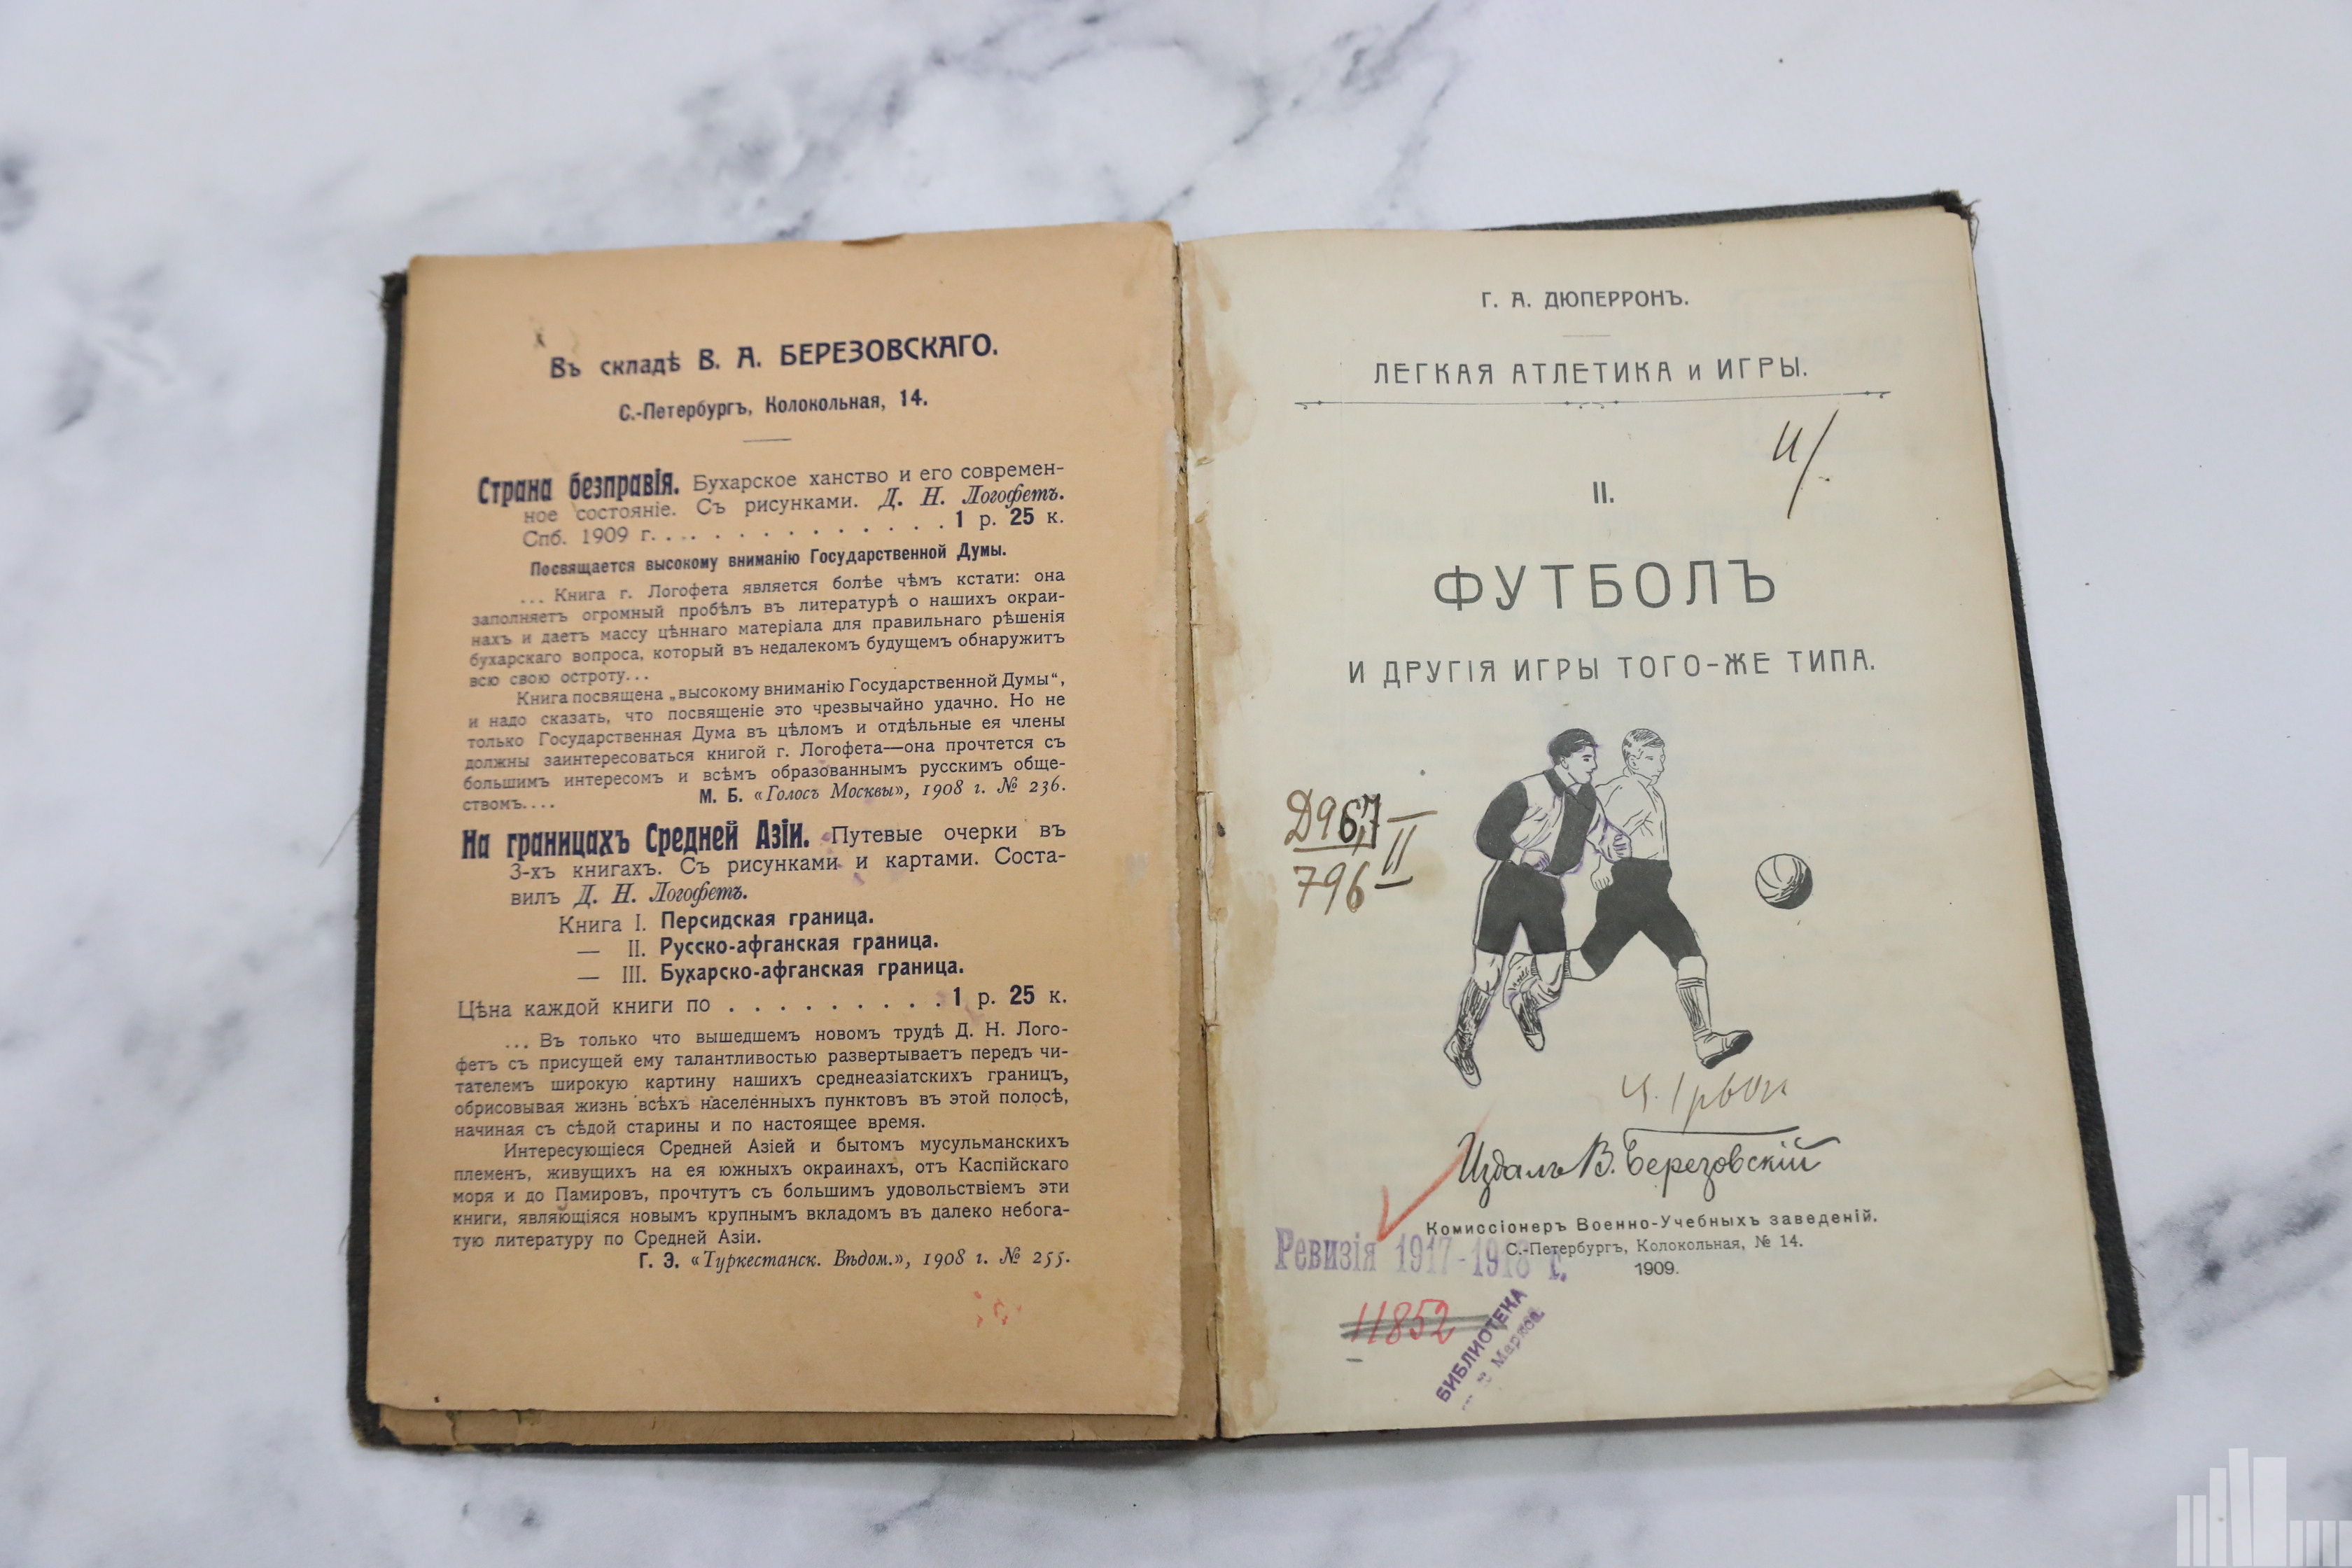 Въ складѣ В. А. БЕРЕЗОВСКАГО.
С.-Петербургъ, Колокольная, 14.
Страна безправія. Бухарское ханство и его современ-
ное состояніе. Съ рисунками. Д. Н. Логофетъ.
Спб. 1909 г. . . . . . . . . . . . . . 1 р. 25 к.
Посвящается высокому вниманію Государственной Думы.
... Книга г. Логофета является болѣе чѣмъ кстати: она
заполняетъ огромный пробѣлъ въ литературѣ о нашихъ окраи-
нахъ и даетъ массу цѣннаго матеріала для правильнаго рѣшенія
бухарскаго вопроса, который въ недалекомъ будущемъ обнаружитъ
всю свою остроту...
Книга посвящена „высокому вниманію Государственной Думы“,
и надо сказать, что посвященіе это чрезвычайно удачно. Но не
только Государственная Дума въ цѣломъ и отдѣльные ея члены
должны заинтересоваться книгой г. Логофета—она прочтется съ
большимъ интересомъ и всѣмъ образованнымъ русскимъ обще-
ствомъ.... М. Б. «Голосъ Москвы», 1908 г. № 236.
На границахъ Средней Азіи. Путевые очерки въ
3-хъ книгахъ. Съ рисунками и картами. Соста-
вилъ Д. Н. Логофетъ.
Книга I. Персидская граница.
— II. Русско-афганская граница.
— III. Бухарско-афганская граница.
Цѣна каждой книги по . . . . . . . . . . 1 р. 25 к.
... Въ только что вышедшемъ новомъ трудѣ Д. Н. Лого-
фетъ съ присущей ему талантливостью развертываетъ передъ чи-
тателемъ широкую картину нашихъ среднеазіатскихъ границъ,
обрисовывая жизнь всѣхъ населенныхъ пунктовъ въ этой полосѣ,
начиная съ сѣдой старины и по настоящее время.
Интересующіеся Средней Азіей и бытомъ мусульманскихъ
племенъ, живущихъ на ея южныхъ окраинахъ, отъ Каспійскаго
моря и до Памировъ, прочтутъ съ большимъ удовольствіемъ эти
книги, являющіяся новымъ крупнымъ вкладомъ въ далеко небога-
тую литературу по Средней Азіи.
Г. Э. «Туркестанск. Вѣдом.», 1908 г. № 255.
Г. А. ДЮПЕРРОНЪ.
ЛЕГКАЯ АТЛЕТИКА и ИГРЫ.
II.
ФУТБОЛЪ
И ДРУГІЯ ИГРЫ ТОГО-ЖЕ ТИПА.
Д967
796 II
Издалъ В. Березовскій
Комиссіонеръ Военно-Учебныхъ заведеній.
С.-Петербургъ, Колокольная, № 14.
1909.
Ревизія 1917-1918 г.
11852
БИБЛИОТЕКА